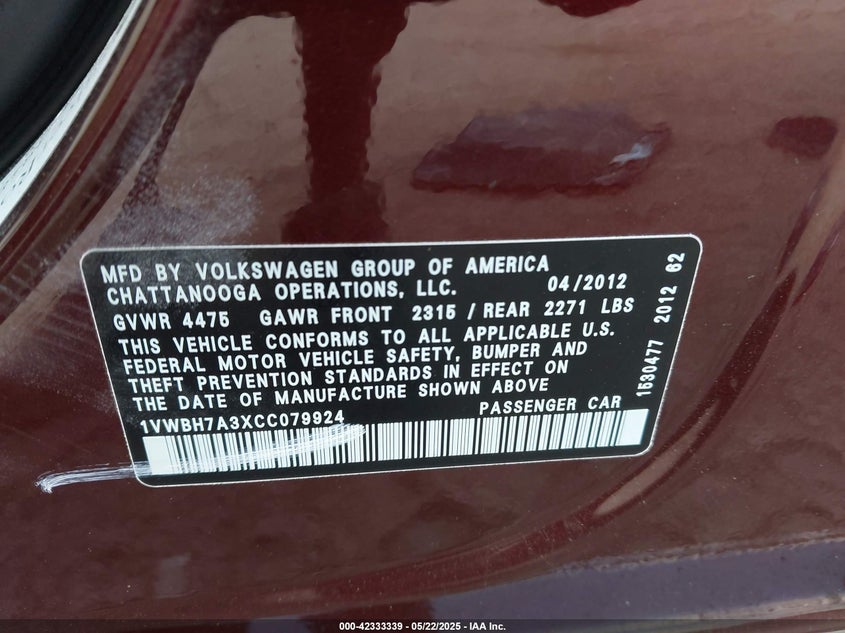 MFD BY VOLKSWAGEN GROUP OF AMERICA
CHATTANOOGA OPERATIONS, LLC. 04/2012
GVWR 4475 GAWR FRONT 2315 / REAR 2271 LBS
THIS VEHICLE CONFORMS TO ALL APPLICABLE U.S.
FEDERAL MOTOR VEHICLE SAFETY, BUMPER AND
THEFT PREVENTION STANDARDS IN EFFECT ON
THE DATE OF MANUFACTURE SHOWN ABOVE
1VWBH7A3XCC079924 PASSENGER CAR
1530477 2012 62
000-42333339 - 05/22/2025 - IAA Inc.